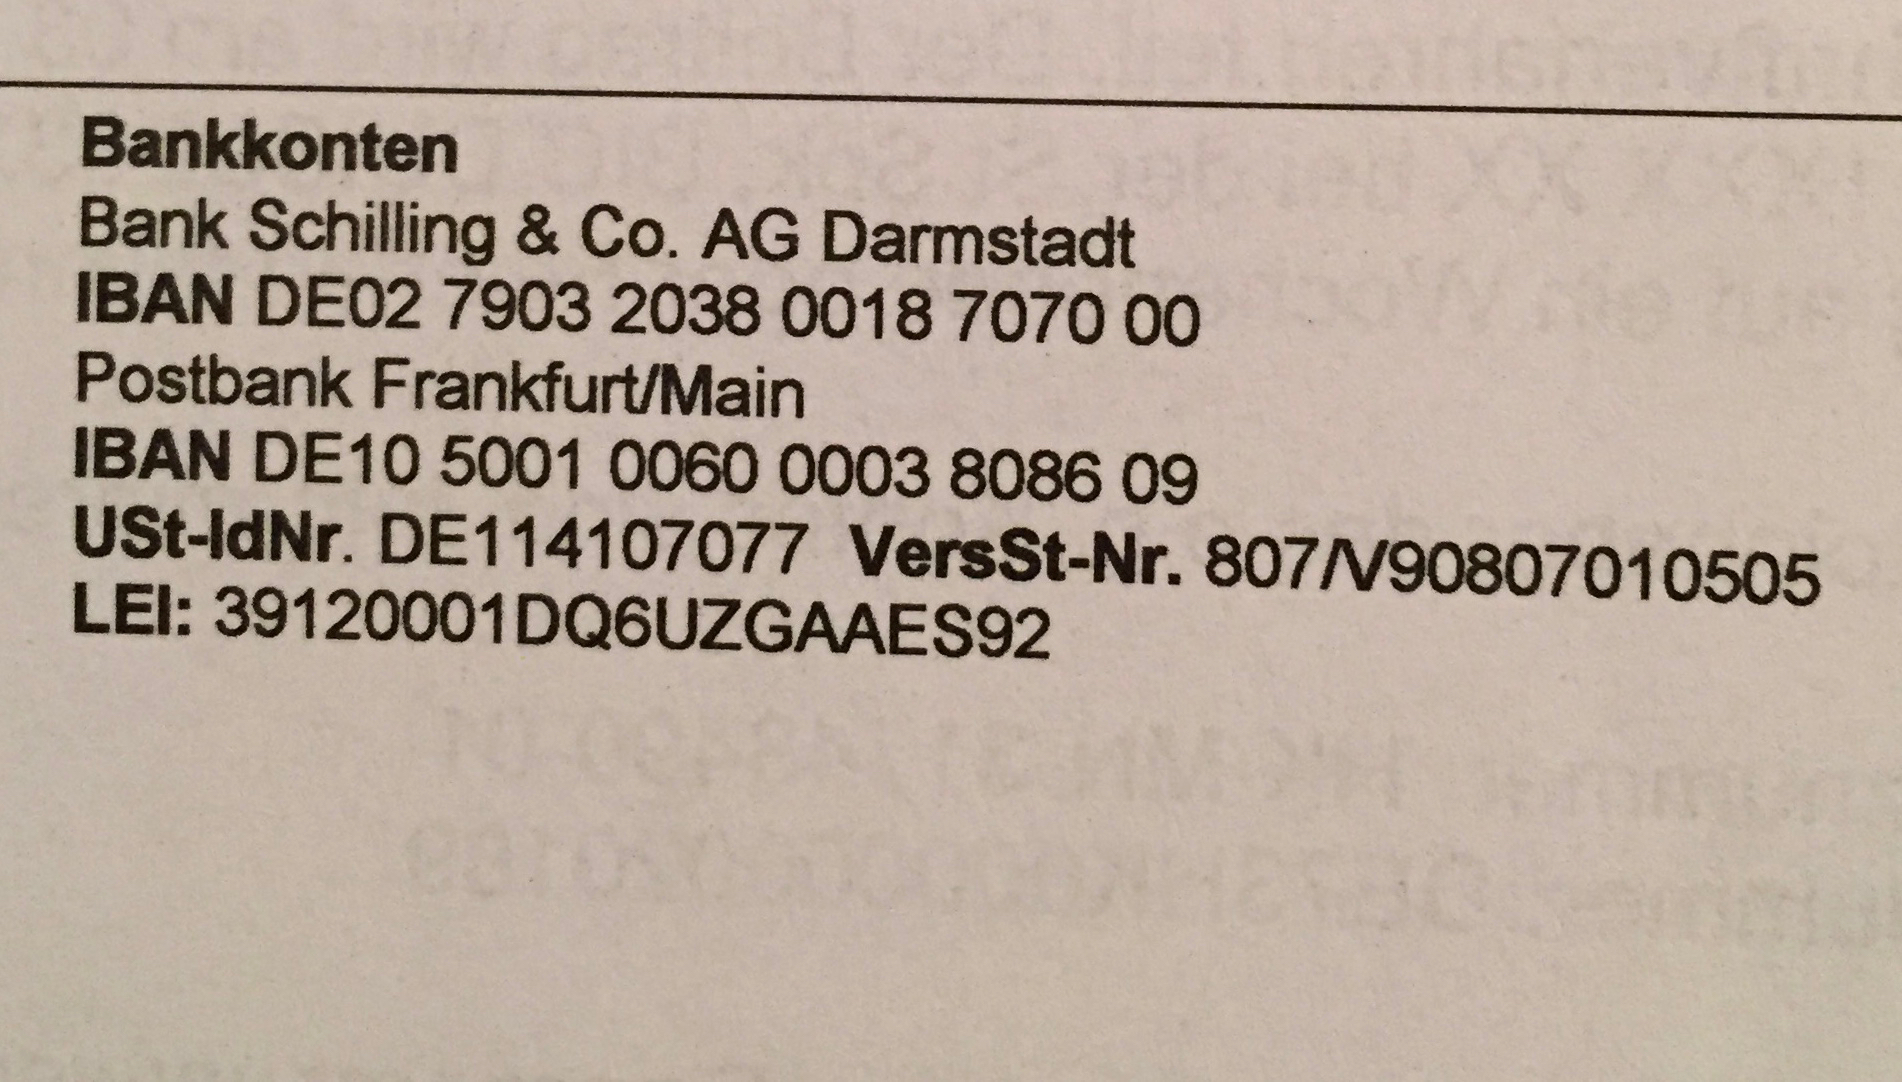 Bankkonten
Bank Schilling & Co. AG Darmstadt
IBAN DE02 7903 2038 0018 7070 00
Postbank Frankfurt/Main
IBAN DE10 5001 0060 0003 8086 09
USt-IdNr. DE114107077 VersSt-Nr. 807/V90807010505
LEI: 39120001DQ6UZGAAES92